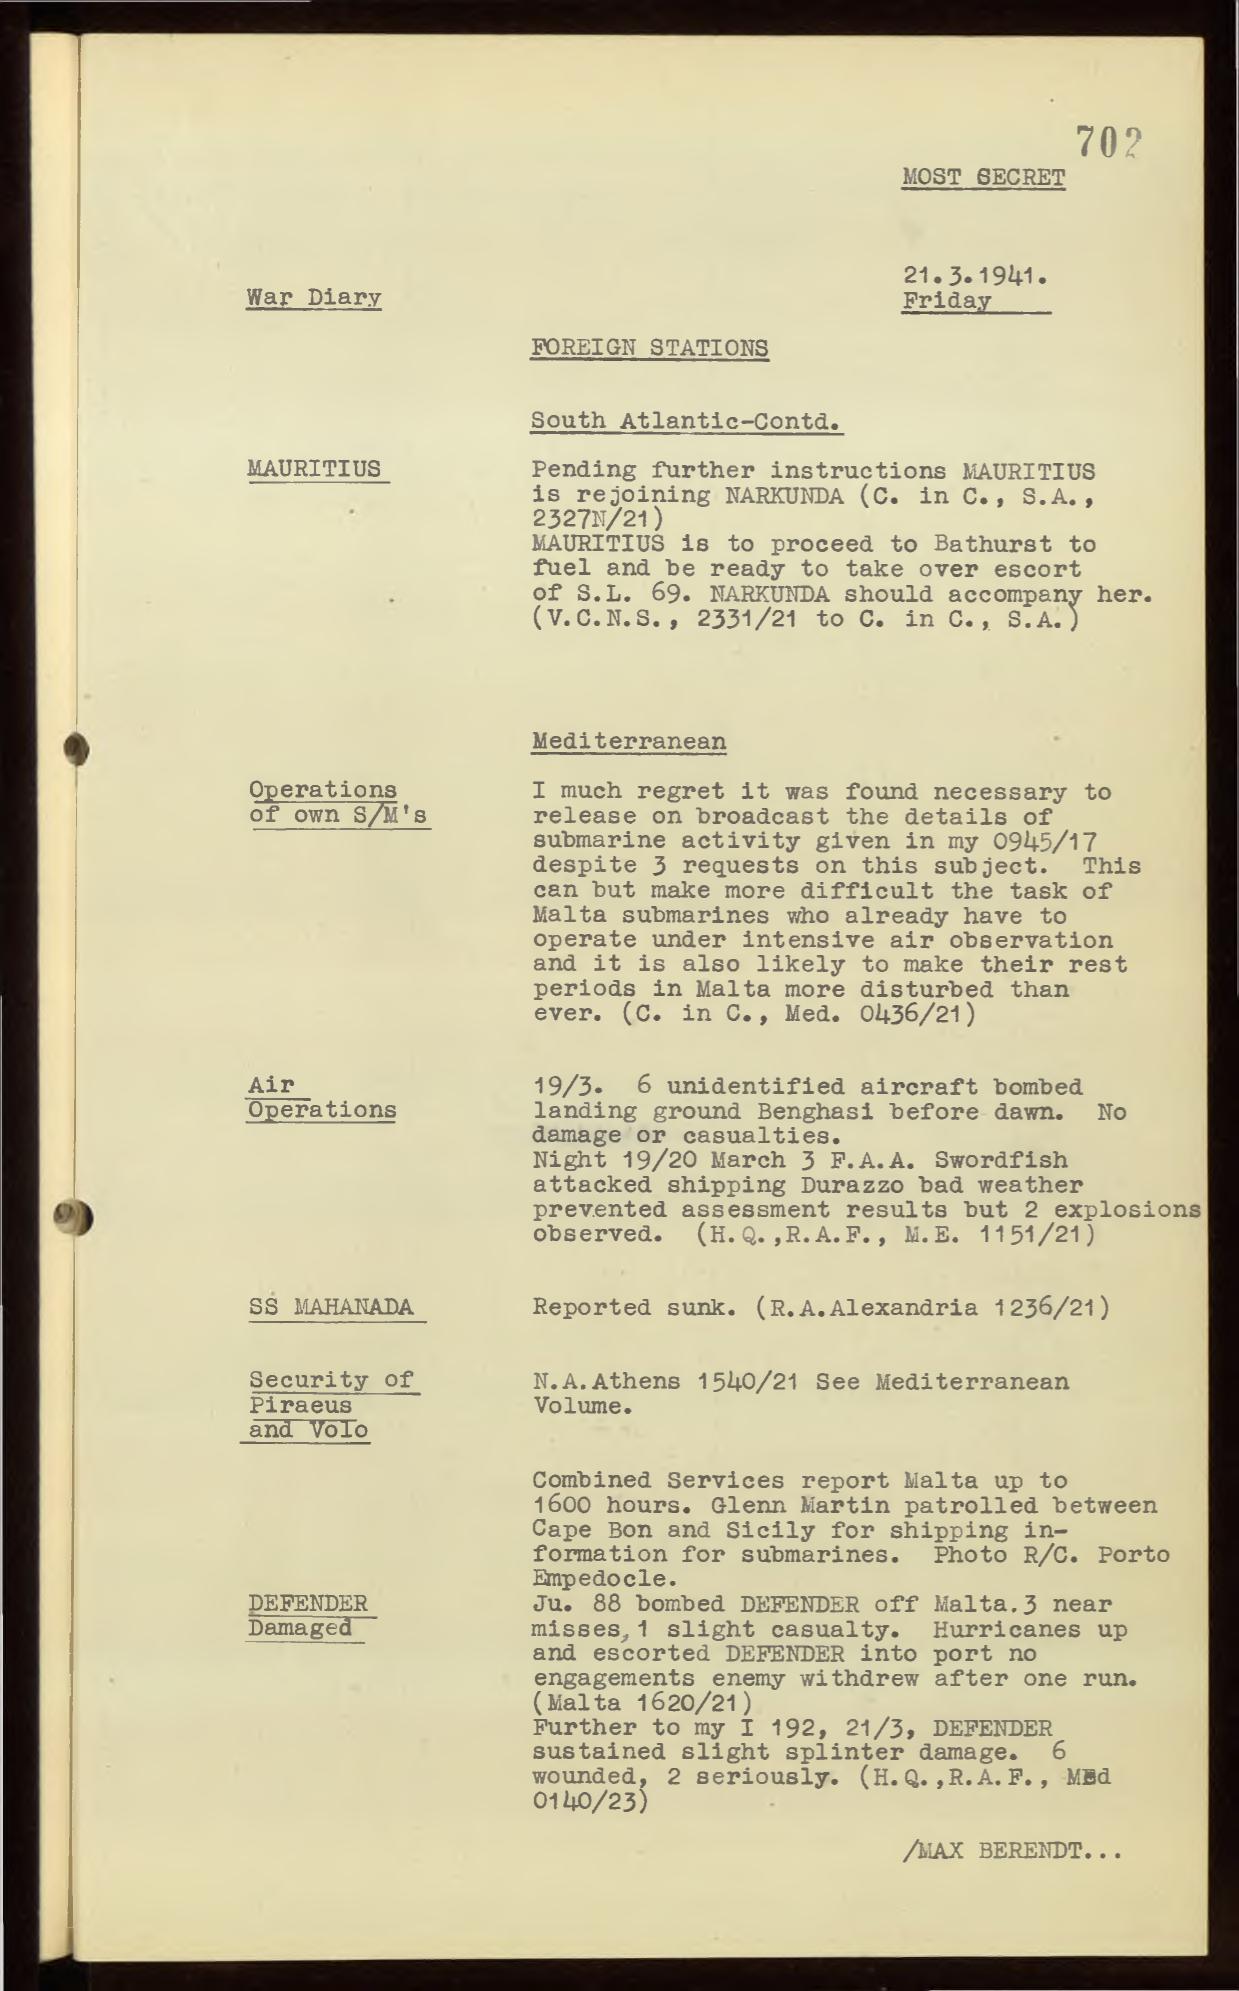 702
MOST SECRET
21.3.1941.
War Diary
Friday
FOREIGN STATIONS
South Atlantic-Contd.
MAURITIUS
Pending further instructions MAURITIUS
is rejoining NARKUNDA (C. in C., S.A.,
2327N/21)
MAURITIUS is to proceed to Bathurst to
fuel and be ready to take over escort
of S.L. 69. NARKUNDA should accompany her.
(V.C.N.S., 2331/21 to C. in C., S.A.)
Mediterranean
Operations
of own S/M's
I much regret it was found necessary to
release on broadcast the details of
submarine activity given in my 0945/17
despite 3 requests on this subject. This
can but make more difficult the task of
Malta submarines who already have to
operate under intensive air observation
and it is also likely to make their rest
periods in Malta more disturbed than
ever. (C. in C., Med. 0436/21)
Air
Operations
19/3. 6 unidentified aircraft bombed
landing ground Benghasi before dawn. No
damage or casualties.
Night 19/20 March 3 F.A.A. Swordfish
attacked shipping Durazzo bad weather
prevented assessment results but 2 explosions
observed. (H.Q.,R.A.F., M.E. 1151/21)
SS MAHANADA
Reported sunk. (R.A.Alexandria 1236/21)
Security of
Piraeus
and Volo
N.A.Athens 1540/21 See Mediterranean
Volume.
Combined Services report Malta up to
1600 hours. Glenn Martin patrolled between
Cape Bon and Sicily for shipping in-
formation for submarines. Photo R/C. Porto
Empedocle.
DEFENDER
Damaged
Ju. 88 bombed DEFENDER off Malta.3 near
misses,1 slight casualty. Hurricanes up
and escorted DEFENDER into port no
engagements enemy withdrew after one run.
(Malta 1620/21)
Further to my I 192, 21/3, DEFENDER
sustained slight splinter damage. 6
wounded, 2 seriously. (H.Q.,R.A.F., Med
0140/23)
/MAX BERENDT...